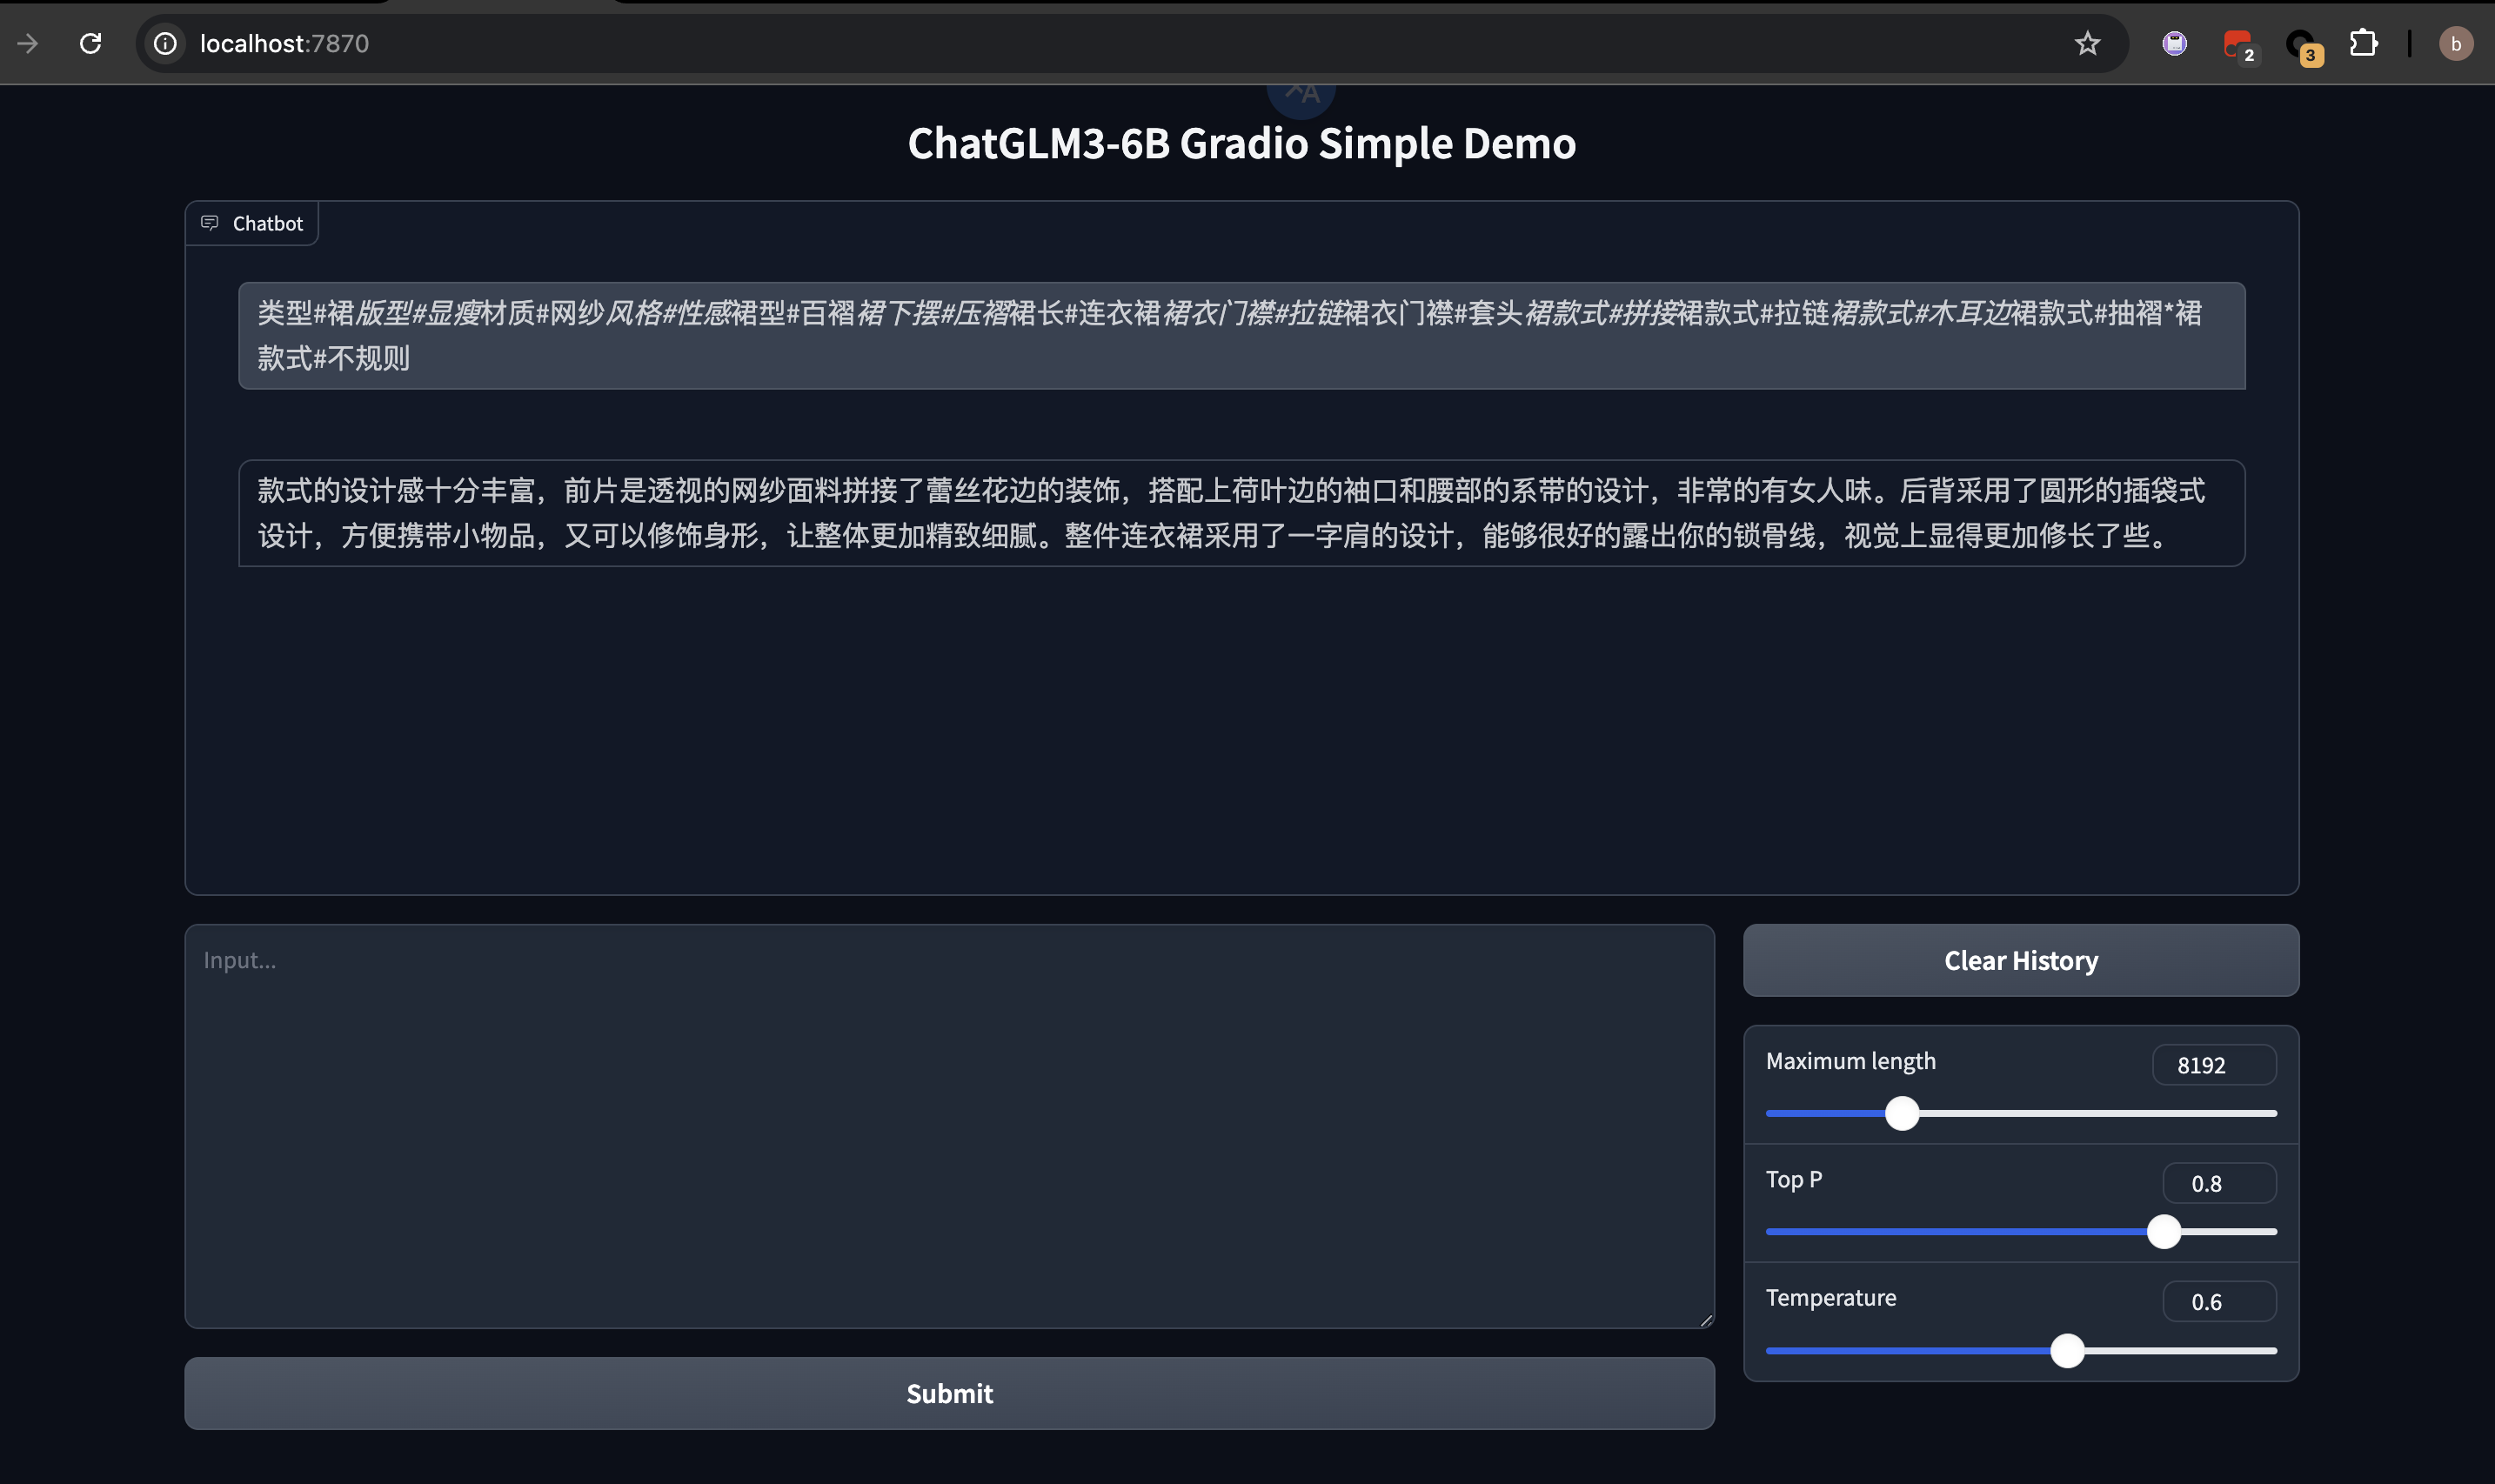 localhost:7870
2
3
b
ChatGLM3-6B Gradio Simple Demo
Chatbot
类型#裙版型#显瘦材质#网纱风格#性感裙型#百褶裙下摆#压褶裙长#连衣裙裙衣门襟#拉链裙衣门襟#套头裙款式#拼接裙款式#拉链裙款式#木耳边裙款式#抽褶*裙
款式#不规则
款式的设计感十分丰富，前片是透视的网纱面料拼接了蕾丝花边的装饰，搭配上荷叶边的袖口和腰部的系带的设计，非常的有女人味。后背采用了圆形的插袋式
设计，方便携带小物品，又可以修饰身形，让整体更加精致细腻。整件连衣裙采用了一字肩的设计，能够很好的露出你的锁骨线，视觉上显得更加修长了些。
Input...
Clear History
Maximum length
8192
Top P
0.8
Temperature
0.6
Submit